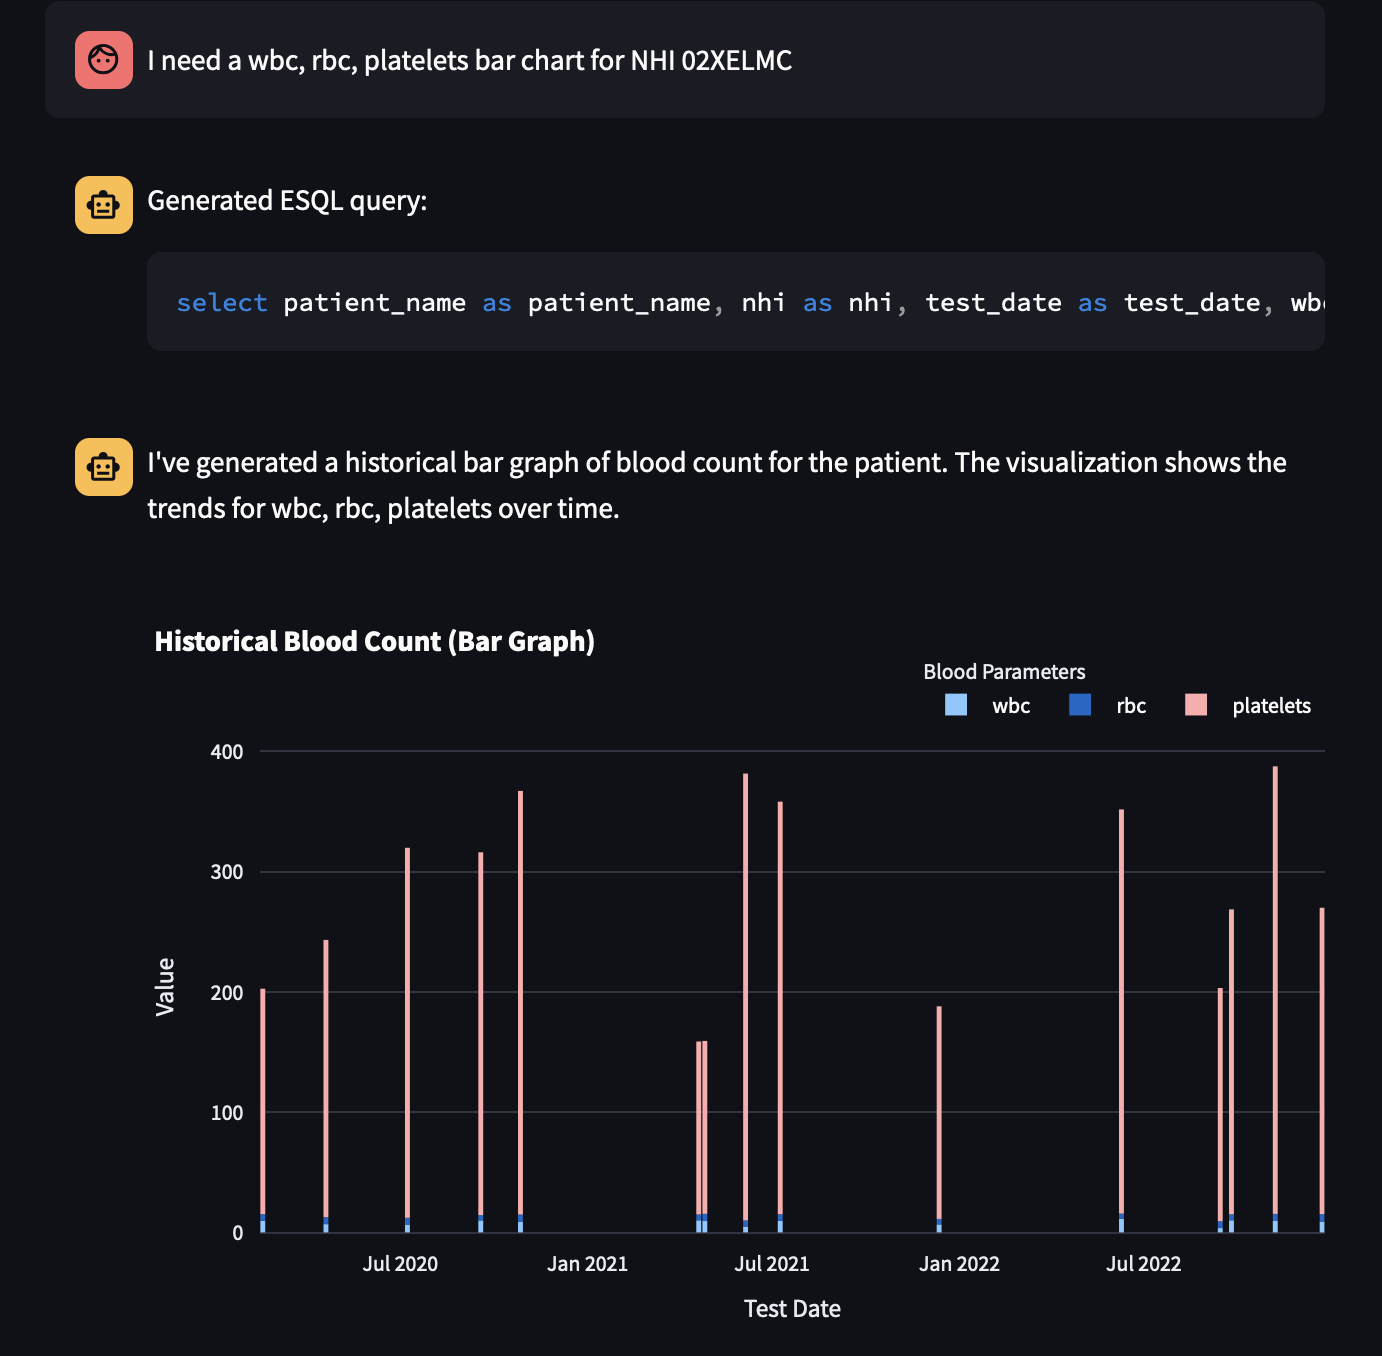 I need a wbc, rbc, platelets bar chart for NHI 02XELMC
Generated ESQL query:
select patient_name as patient_name, nhi as nhi, test_date as test_date,
I've generated a historical bar graph of blood count for the patient. The visualization shows the
trends for wbc, rbc, platelets over time.
Historical Blood Count (Bar Graph)
Blood Parameters
wbc rbc platelets
400
300
200
100
0
Value
Jul 2020 Jan 2021 Jul 2021 Jan 2022 Jul 2022
Test Date